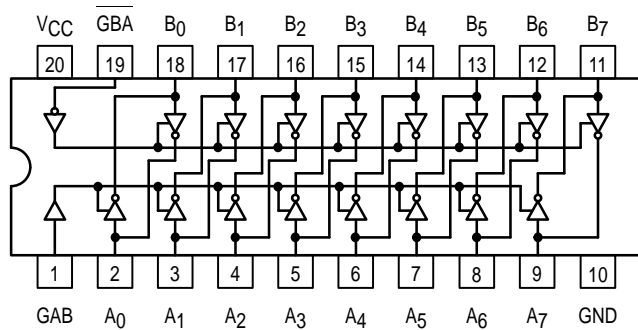 V_CC G̅B̅A̅ B₀ B₁ B₂ B₃ B₄ B₅ B₆ B₇
20 19 18 17 16 15 14 13 12 11
1 2 3 4 5 6 7 8 9 10
GAB A₀ A₁ A₂ A₃ A₄ A₅ A₆ A₇ GND